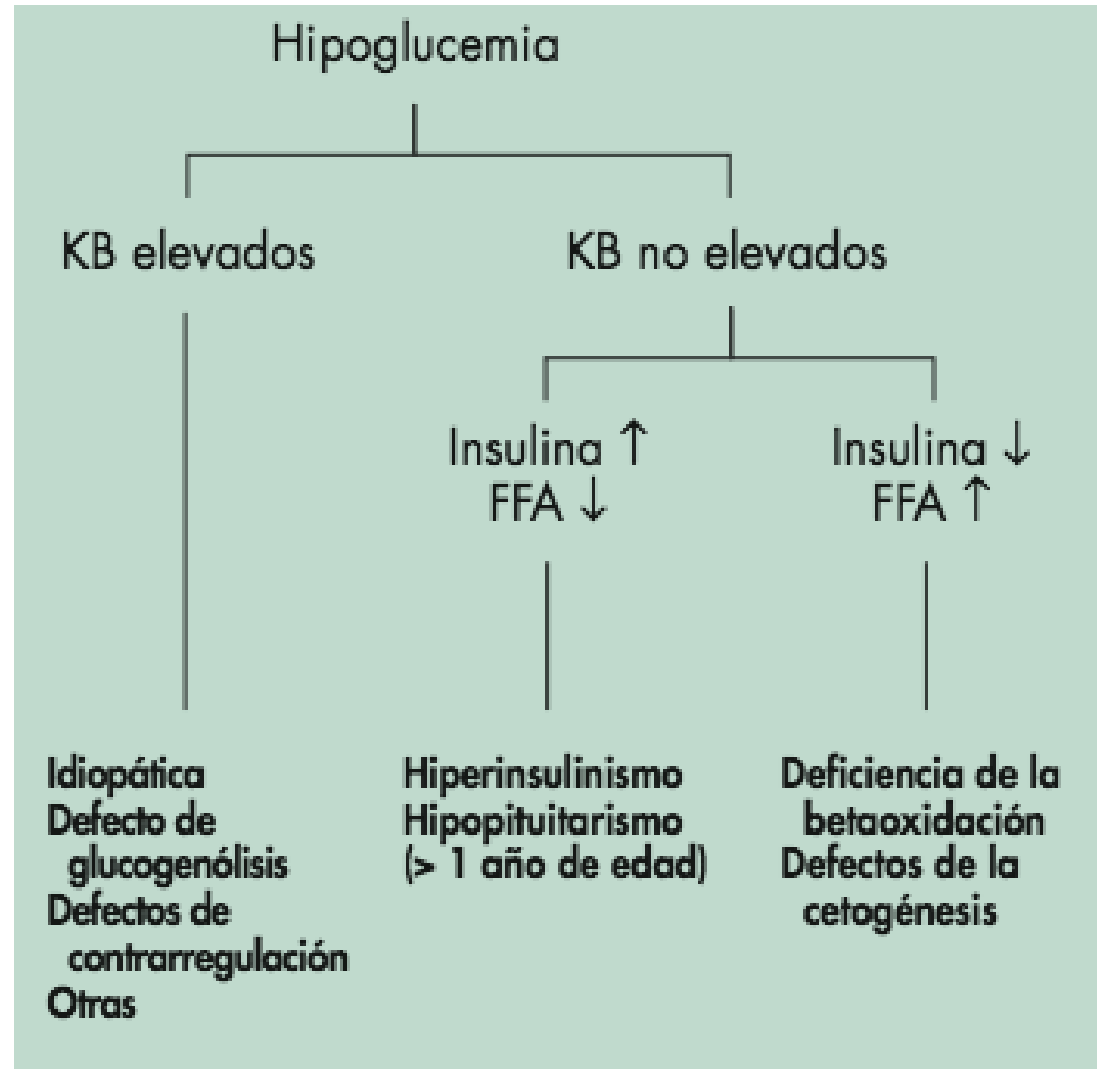 Hipoglucemia
KB elevados
KB no elevados
Insulina ↑
FFA ↓
Insulina ↓
FFA ↑
Idiopática
Defecto de
glucogenólisis
Defectos de
contrarregulación
Otras
Hiperinsulinismo
Hipopituitarismo
(> 1 año de edad)
Deficiencia de la
betaoxidación
Defectos de la
cetogénesis